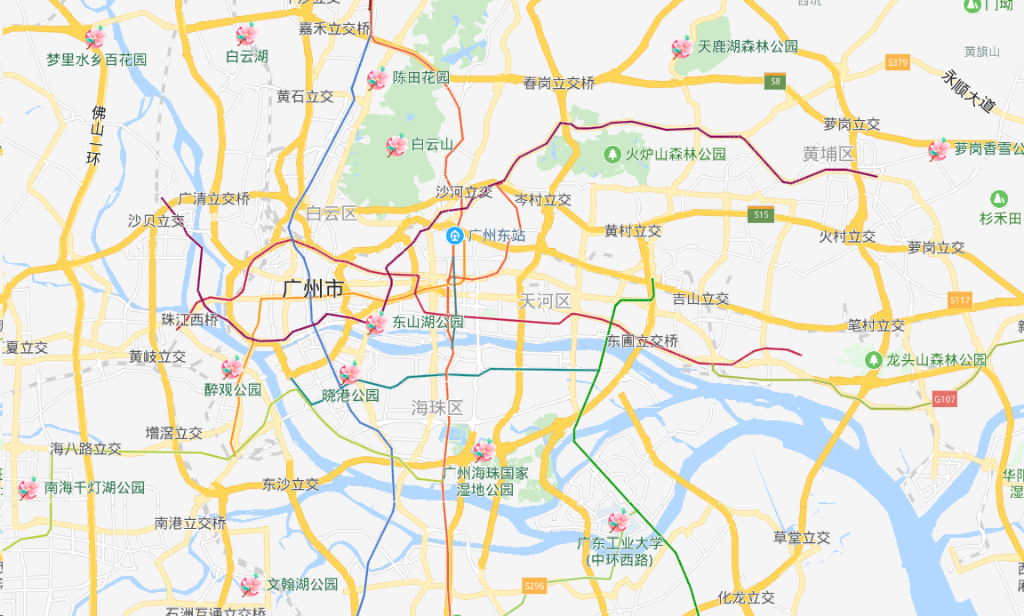 嘉禾立交桥
门坳
梦里水乡百花园
白云湖
天鹿湖森林公园
黄旗山
S379
永顺大道
陈田花园
春岗立交桥
S8
黄石立交
佛山一环
萝岗立交
白云山
火炉山森林公园
黄埔区
萝岗香雪公
沙河立交
岑村立交
广清立交桥
白云区
沙贝立交
S15
杉禾田
广州东站
黄村立交
火村立交
萝岗立交
广州市
天河区
吉山立交
S117
珠江西桥
东山湖公园
笔村立交
夏立交
黄岐立交
东圃立交桥
龙头山森林公园
醉观公园
晓港公园
G107
海珠区
增滘立交
海八路立交
广州海珠国家
湿地公园
南海千灯湖公园
东沙立交
南港立交桥
广东工业大学
(中环西路)
草堂立交
文翰湖公园
S296
化龙立交
石洲互通立交桥